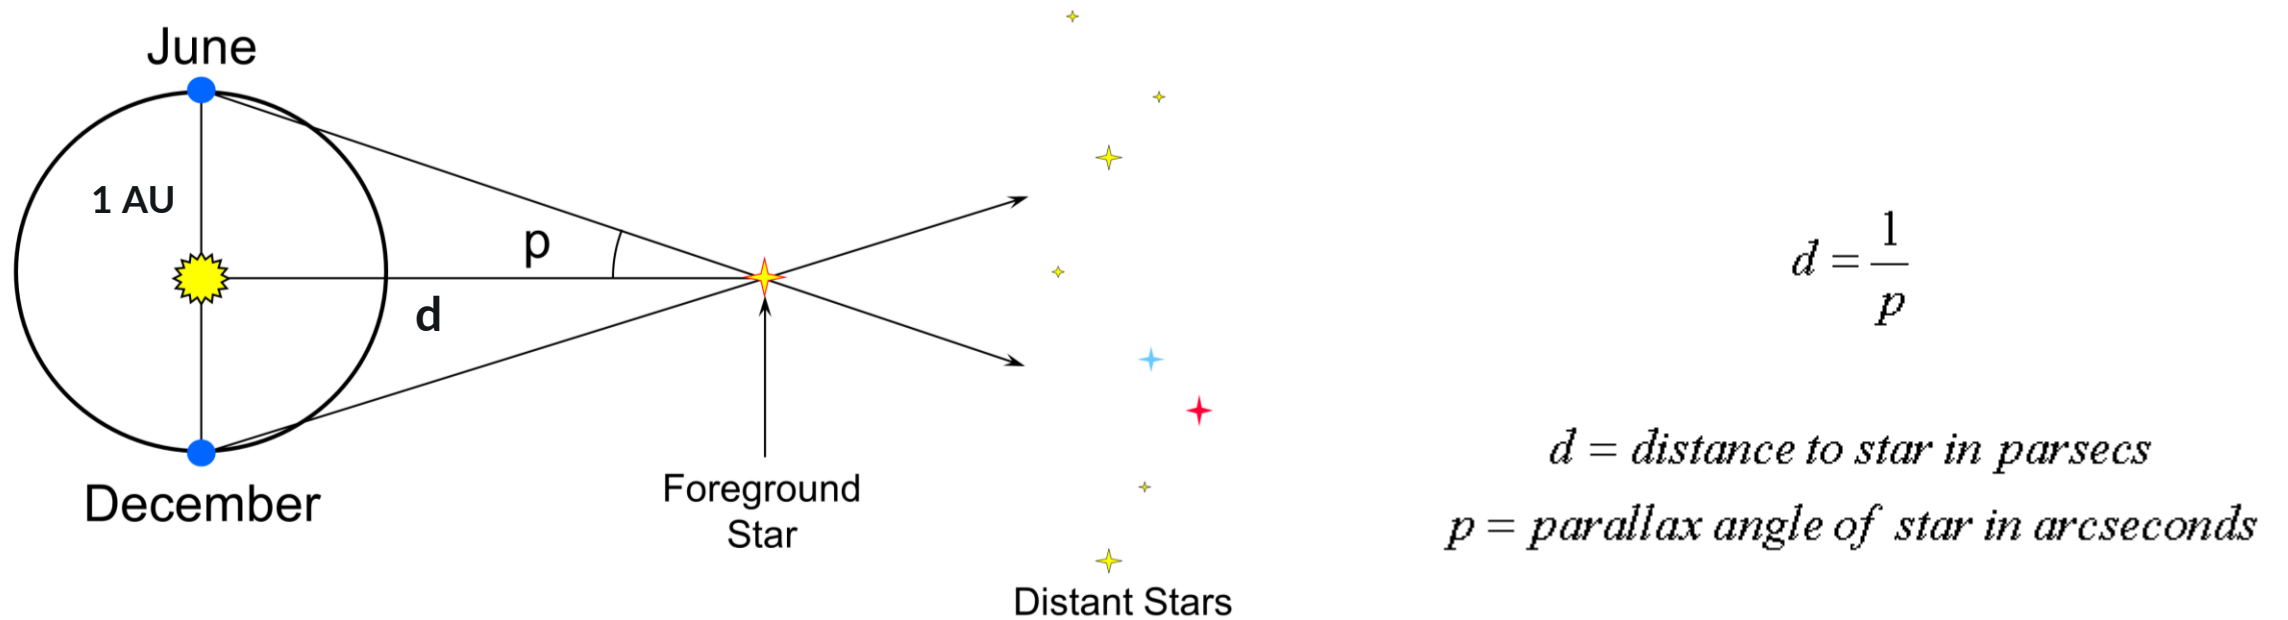 June
1 AU
p
d
December
Foreground
Star
Distant Stars
d = 1/p
d = distance to star in parsecs
p = parallax angle of star in arcseconds